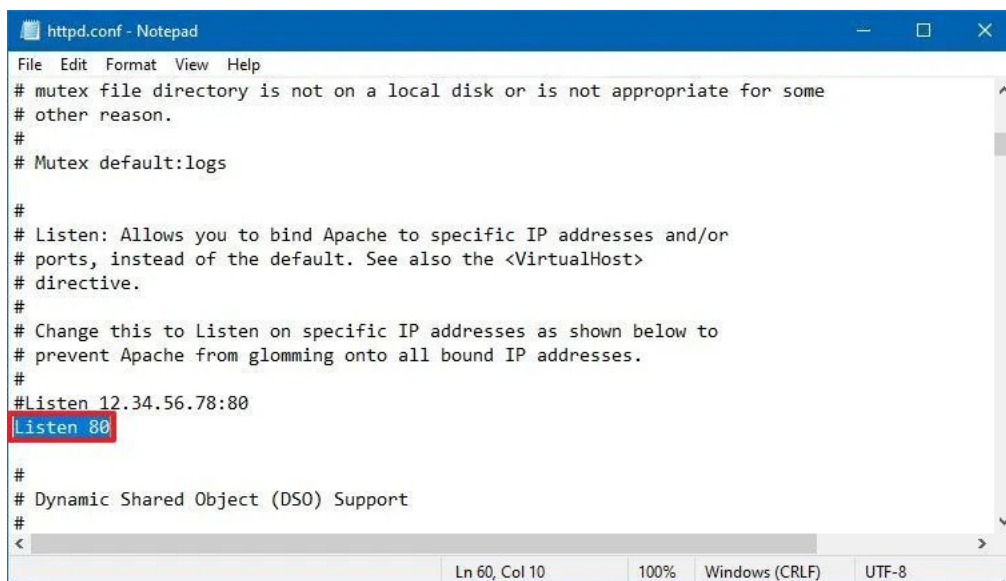 httpd.conf - Notepad
File Edit Format View Help
# mutex file directory is not on a local disk or is not appropriate for some
# other reason.
#
# Mutex default:logs
#
# Listen: Allows you to bind Apache to specific IP addresses and/or
# ports, instead of the default. See also the <VirtualHost>
# directive.
#
# Change this to Listen on specific IP addresses as shown below to
# prevent Apache from glomming onto all bound IP addresses.
#
#Listen 12.34.56.78:80
Listen 80
#
# Dynamic Shared Object (DSO) Support
#
Ln 60, Col 10 100% Windows (CRLF) UTF-8